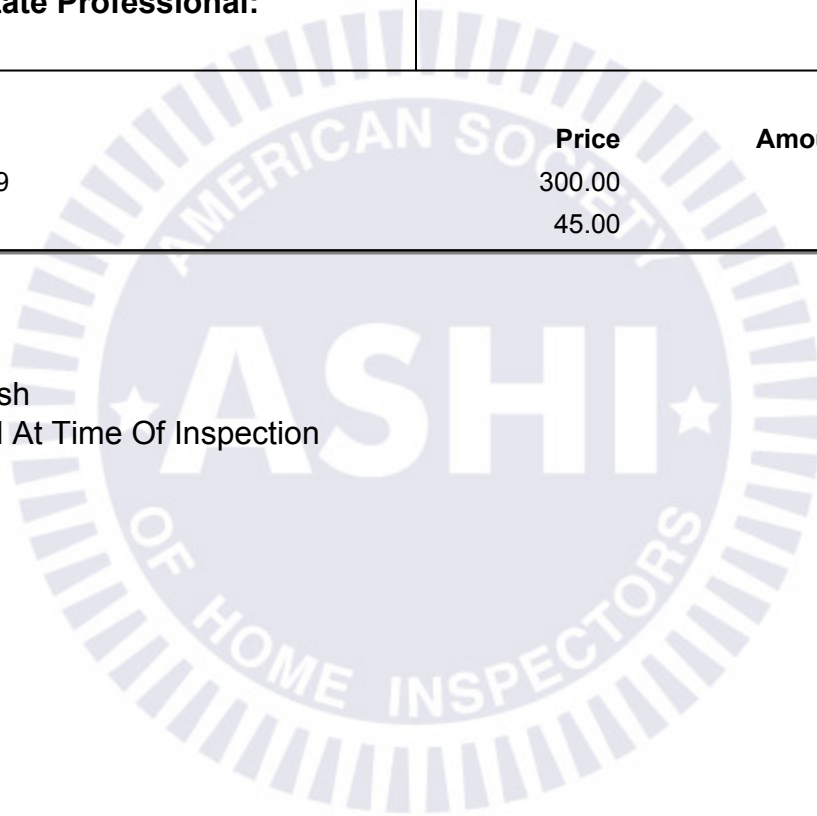 ate Professional:
Price Amou
9 300.00
45.00
sh
At Time Of Inspection
AMERICAN SOCIETY
ASHI
OF HOME INSPECTORS